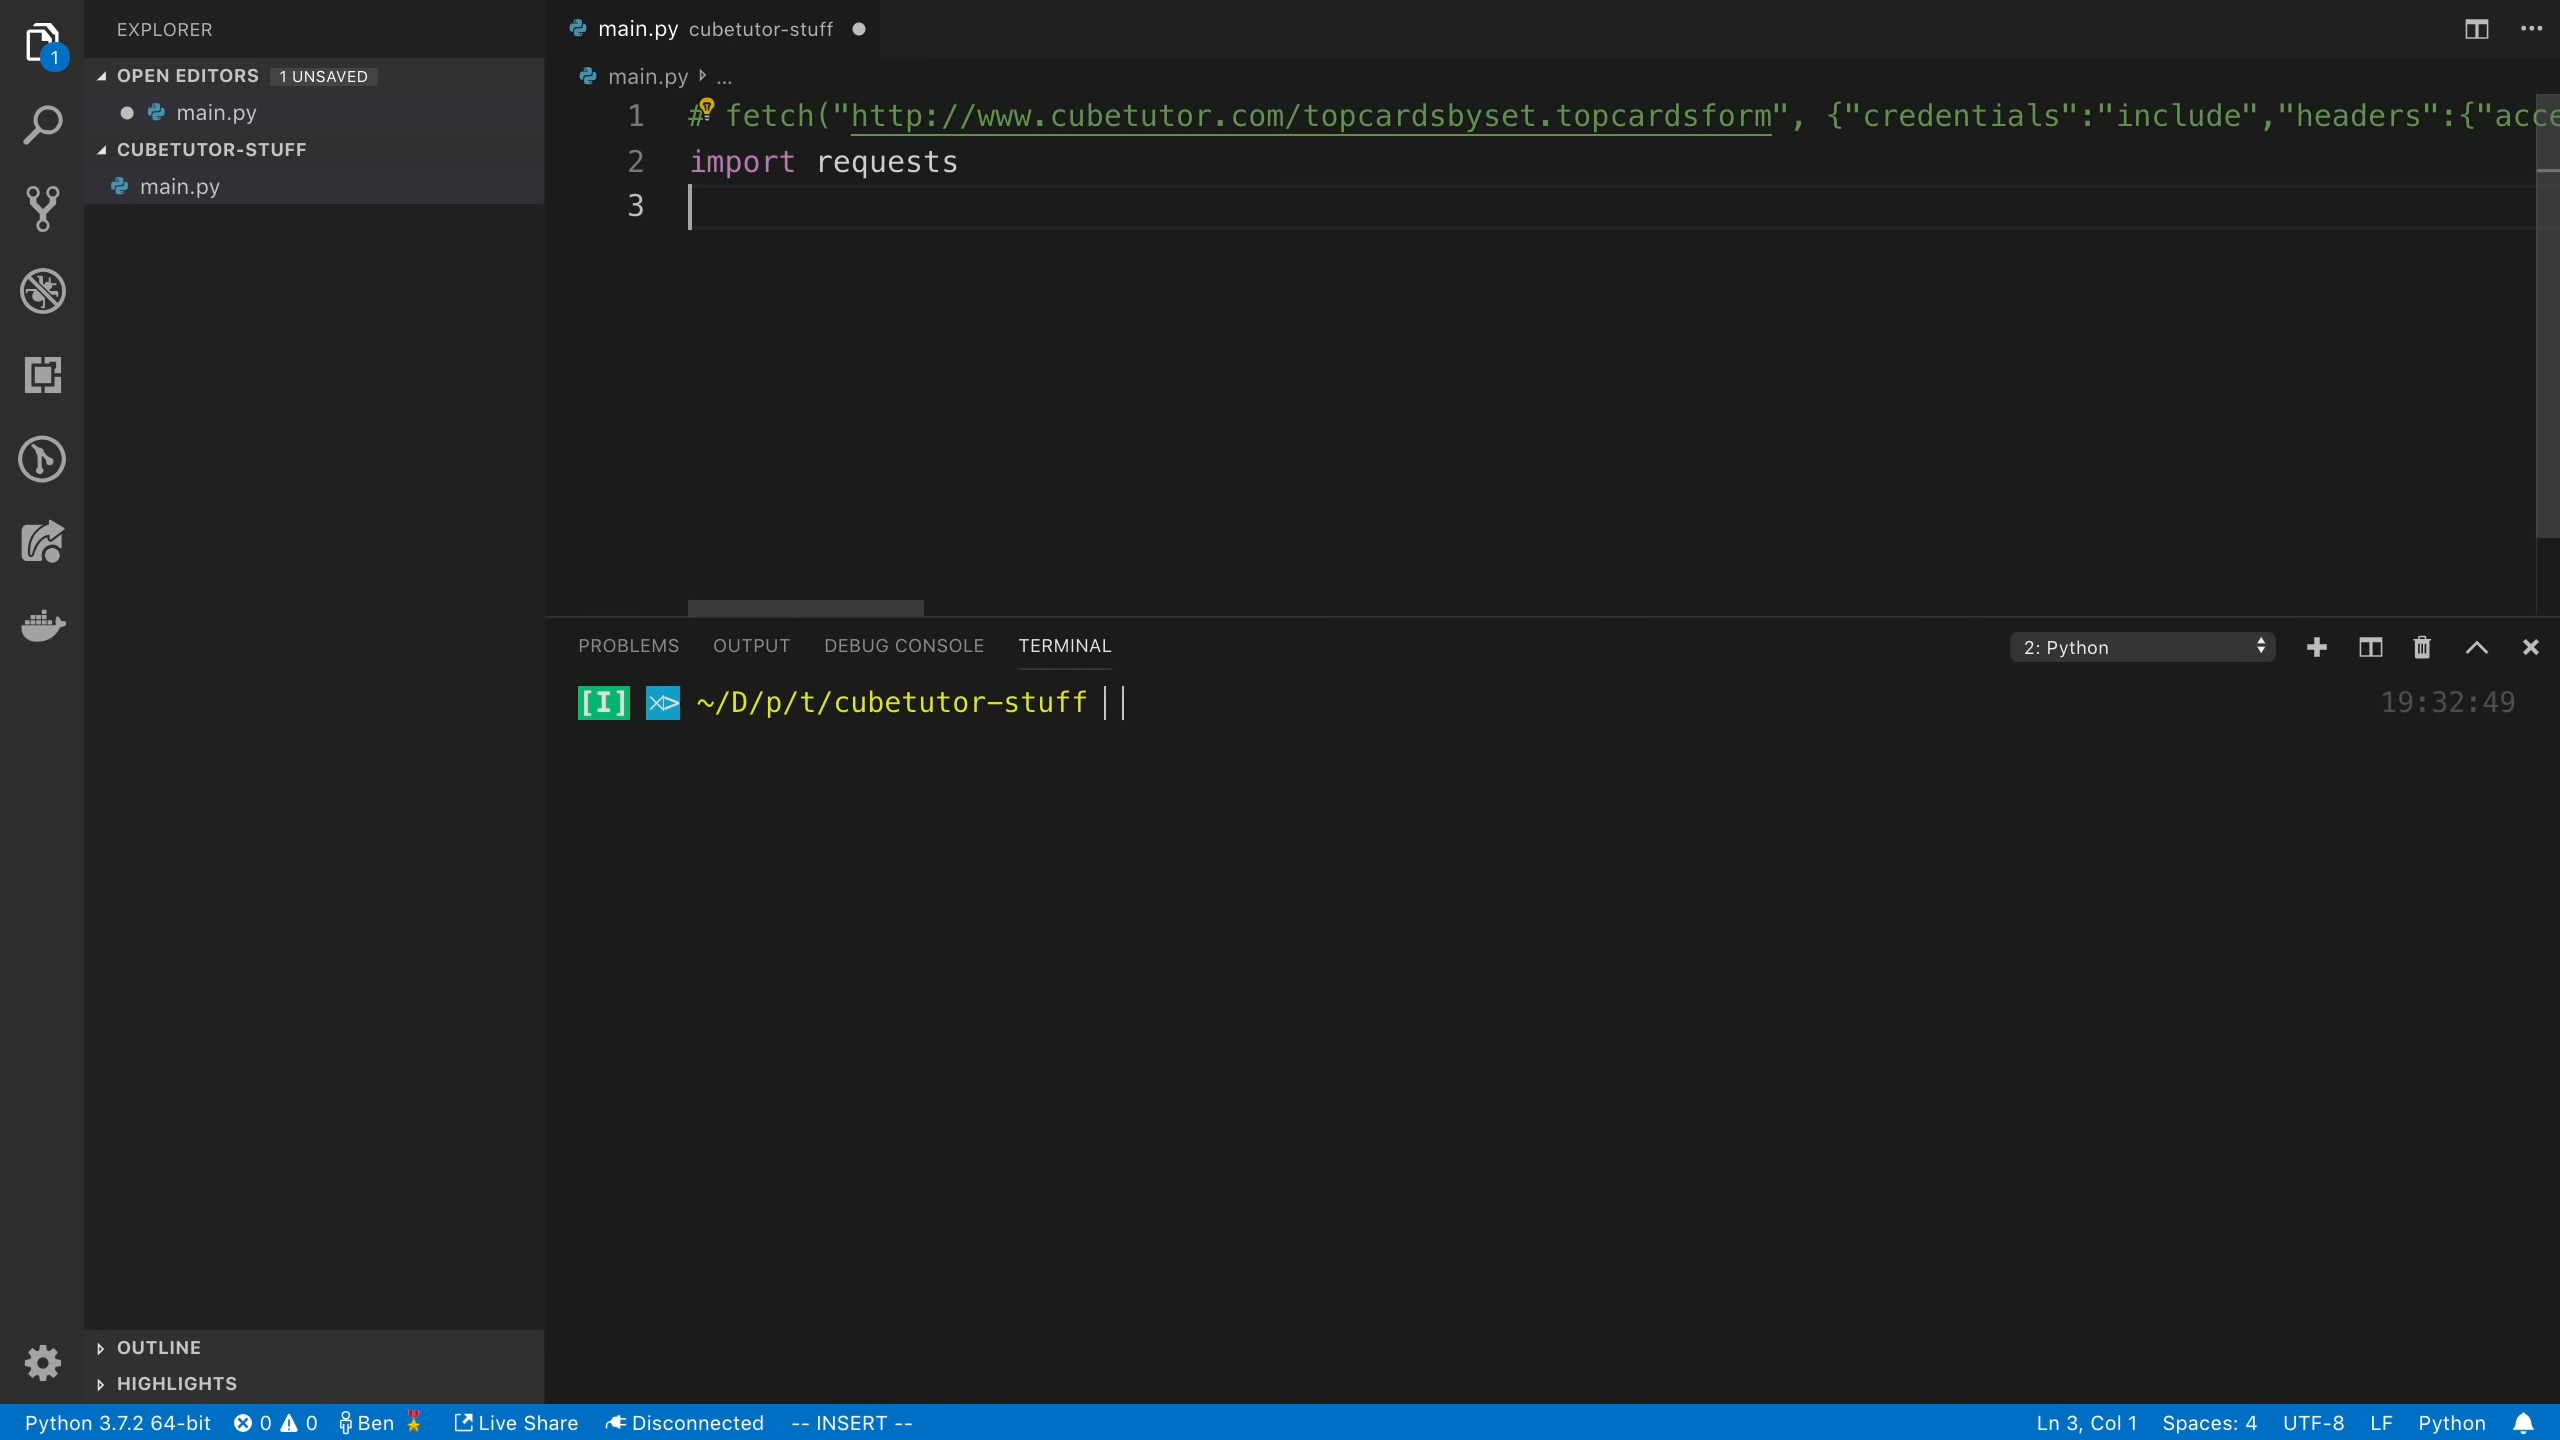 EXPLORER
1
OPEN EDITORS 1 UNSAVED
main.py
CUBETUTOR-STUFF
main.py
OUTLINE
HIGHLIGHTS
main.py cubetutor-stuff
main.py ...
1 # fetch("http://www.cubetutor.com/topcardsbyset.topcardsform", {"credentials":"include","headers":{"acce
2 import requests
3
PROBLEMS OUTPUT DEBUG CONSOLE TERMINAL 2: Python
[I] ~/D/p/t/cubetutor-stuff 19:32:49
Python 3.7.2 64-bit 0 0 Ben Live Share Disconnected -- INSERT -- Ln 3, Col 1 Spaces: 4 UTF-8 LF Python